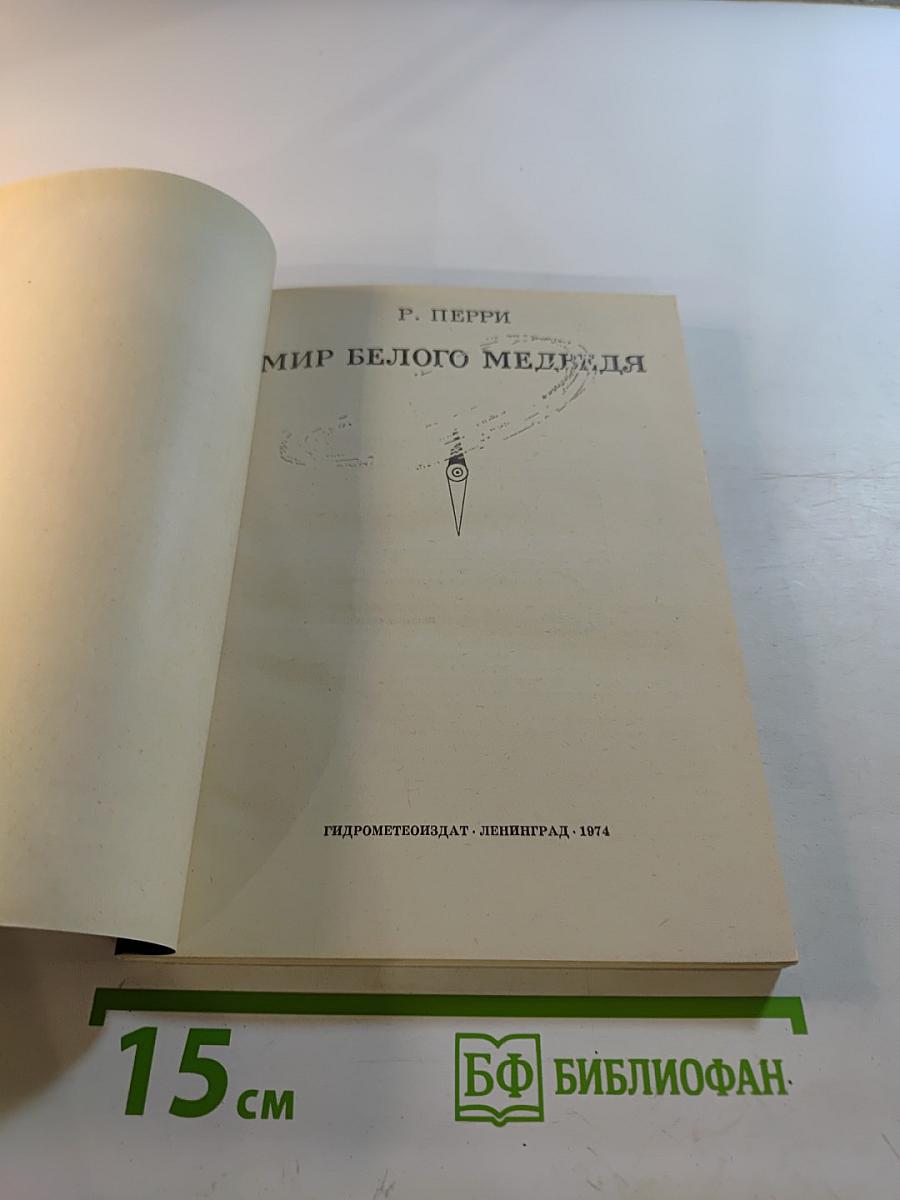 Р. ПЕРРИ
МИР БЕЛОГО МЕДВЕДЯ
ГИДРОМЕТЕОИЗДАТ · ЛЕНИНГРАД · 1974
15 см
БФ БИБЛИОФАН